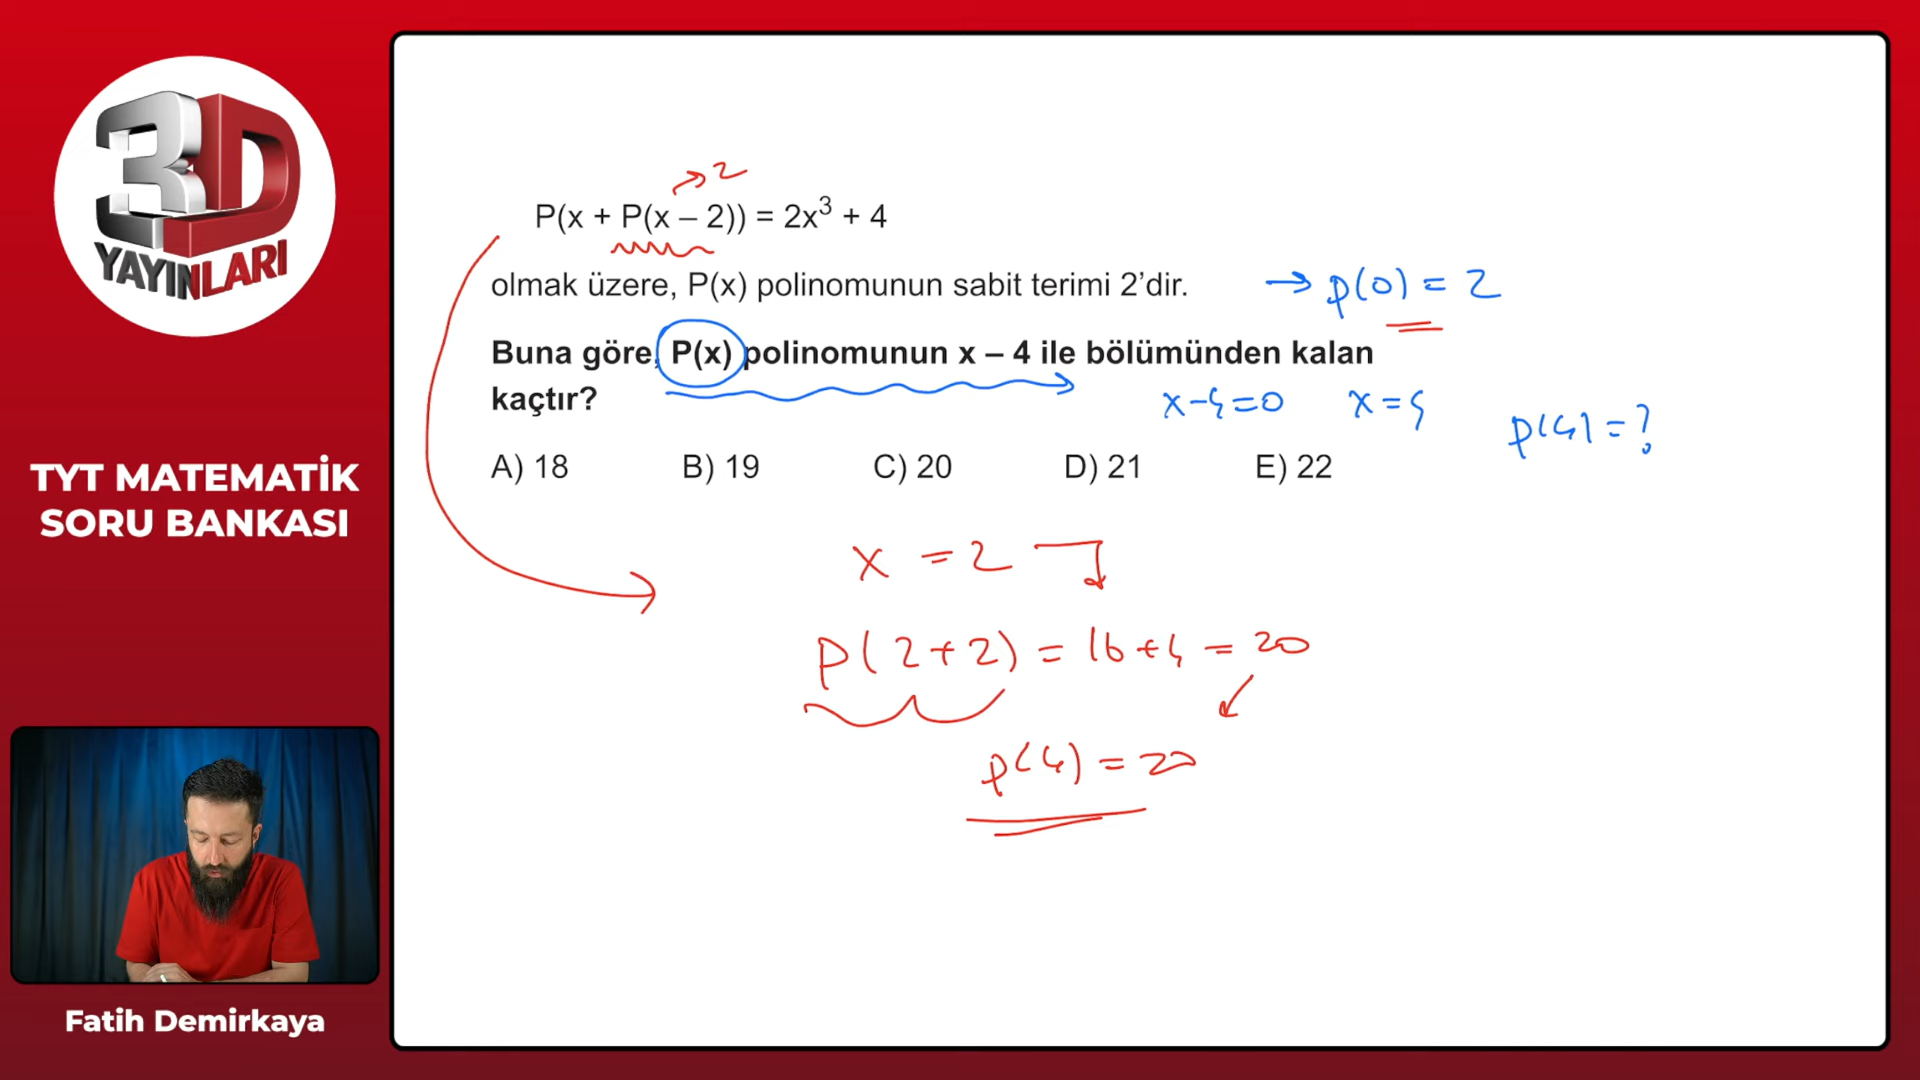 3D
YAYINLARI
TYT MATEMATİK
SORU BANKASI
Fatih Demirkaya
→ 2
P(x + P(x – 2)) = 2x³ + 4
olmak üzere, P(x) polinomunun sabit terimi 2’dir.
→ p(0) = 2
Buna göre, P(x) polinomunun x – 4 ile bölümünden kalan
kaçtır?
x-4=0 x=4 p(4)=?
A) 18 B) 19 C) 20 D) 21 E) 22
x = 2
p(2+2) = 16+4 = 20
p(4) = 20